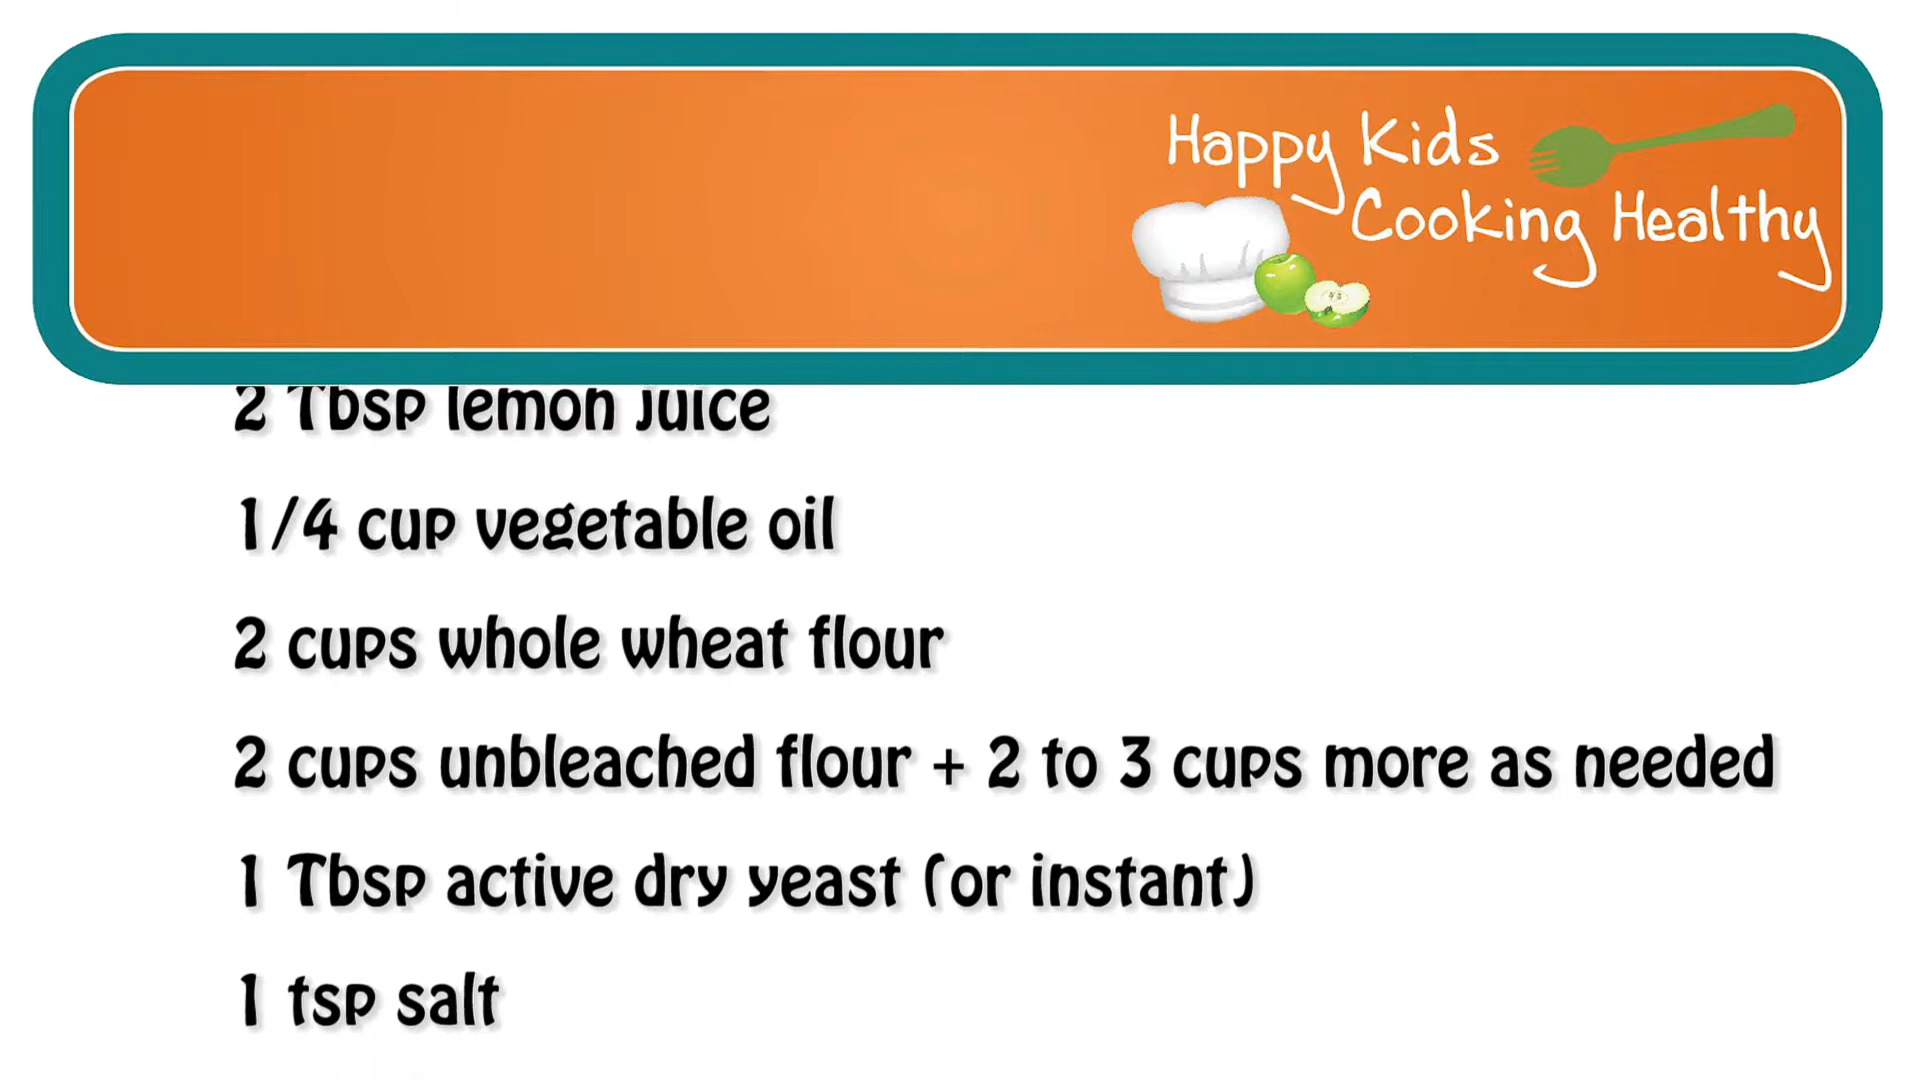 Happy Kids
Cooking Healthy
2 Tbsp lemon juice
1/4 cup vegetable oil
2 cups whole wheat flour
2 cups unbleached flour + 2 to 3 cups more as needed
1 Tbsp active dry yeast (or instant)
1 tsp salt